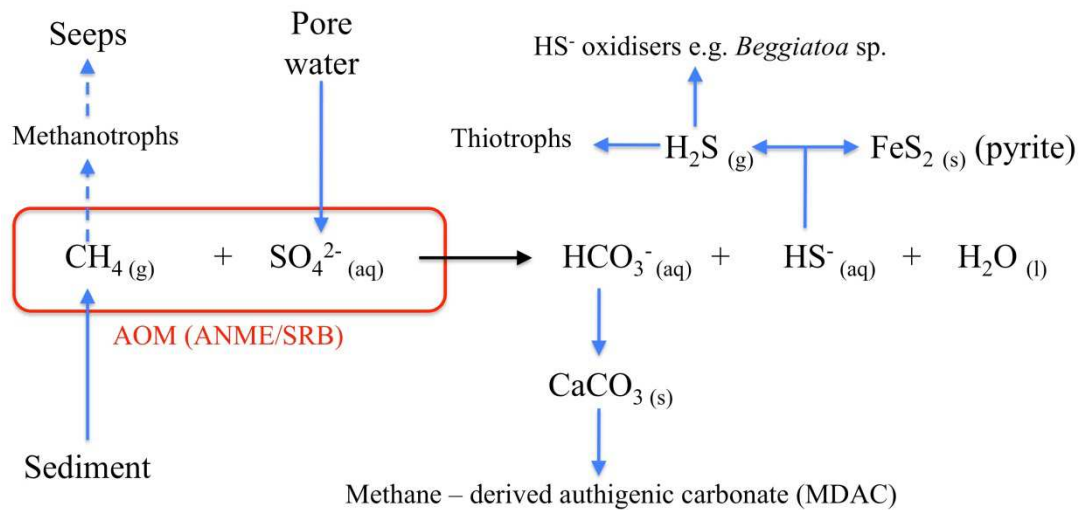 Seeps
Pore
water
HS⁻ oxidisers e.g. Beggiatoa sp.
Methanotrophs
Thiotrophs
H₂S (g)
FeS₂ (s) (pyrite)
CH₄ (g) + SO₄²⁻ (aq) HCO₃⁻ (aq) + HS⁻ (aq) + H₂O (l)
AOM (ANME/SRB)
CaCO₃ (s)
Sediment
Methane – derived authigenic carbonate (MDAC)